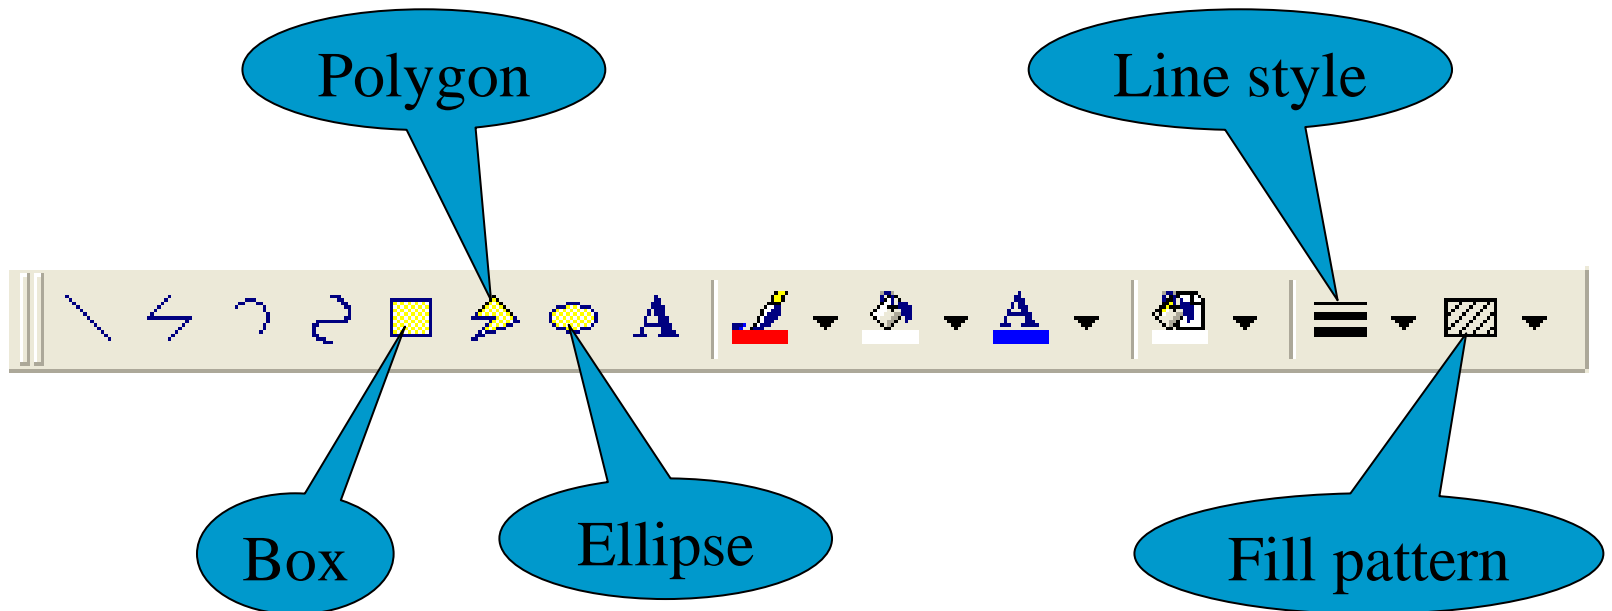 Polygon
Line style
A
A
Box
Ellipse
Fill pattern